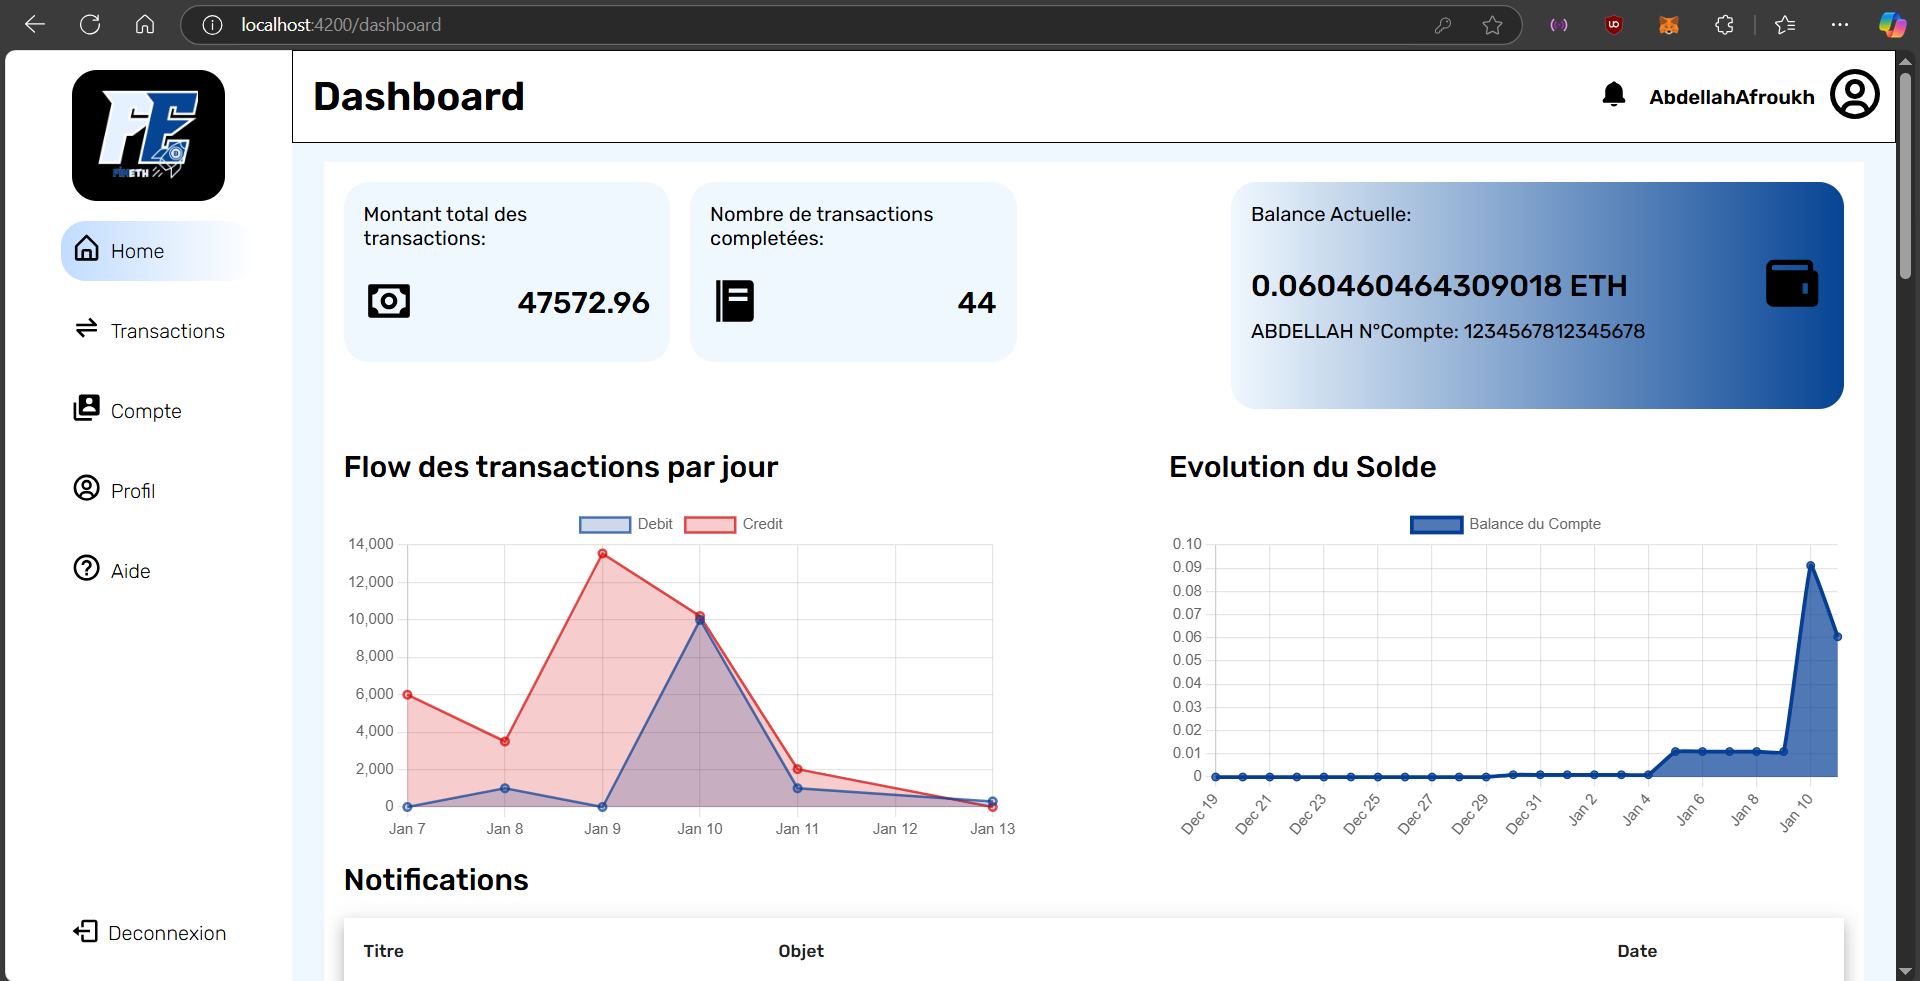 localhost:4200/dashboard
FE
FINETH
Home
Transactions
Compte
Profil
Aide
Deconnexion
Dashboard
AbdellahAfroukh
Montant total des
transactions:
47572.96
Nombre de transactions
completées:
44
Balance Actuelle:
0.060460464309018 ETH
ABDELLAH N°Compte: 1234567812345678
Flow des transactions par jour
Debit
Credit
14,000
12,000
10,000
8,000
6,000
4,000
2,000
0
Jan 7
Jan 8
Jan 9
Jan 10
Jan 11
Jan 12
Jan 13
Evolution du Solde
Balance du Compte
0.10
0.09
0.08
0.07
0.06
0.05
0.04
0.03
0.02
0.01
0
Dec 19
Dec 21
Dec 23
Dec 25
Dec 27
Dec 29
Dec 31
Jan 2
Jan 4
Jan 6
Jan 8
Jan 10
Notifications
Titre
Objet
Date